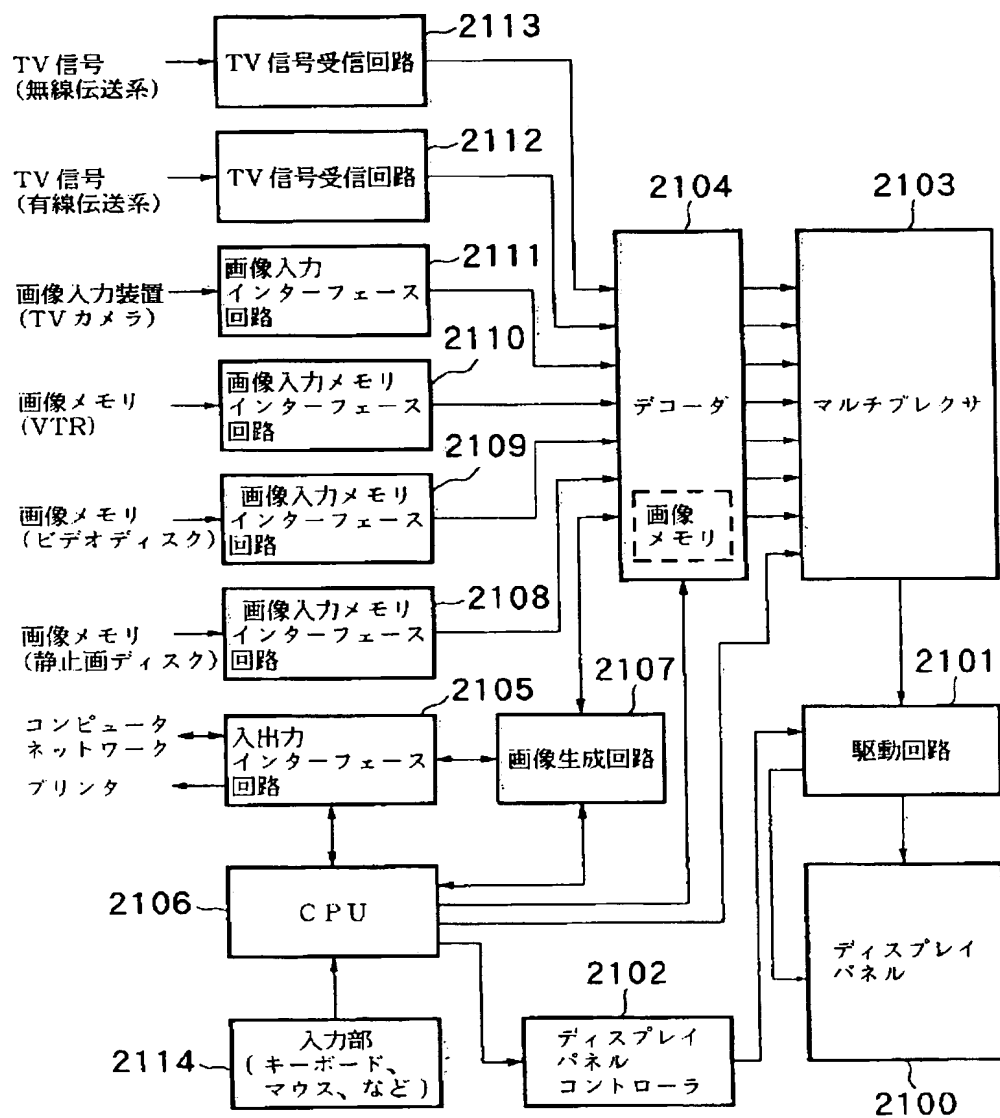 2113
TV信号
(無線伝送系)
TV信号受信回路
2112
TV信号
(有線伝送系)
TV信号受信回路
2104
2103
2111
画像入力装置
(TVカメラ)
画像入力
インターフェース
回路
2110
画像メモリ
(VTR)
画像入力メモリ
インターフェース
回路
デコーダ
マルチプレクサ
2109
画像メモリ
(ビデオディスク)
画像入力メモリ
インターフェース
回路
画像
メモリ
2108
画像メモリ
(静止画ディスク)
画像入力メモリ
インターフェース
回路
2107
2101
2105
コンピュータ
ネットワーク
プリンタ
入出力
インターフェース
回路
画像生成回路
駆動回路
2106
CPU
ディスプレイ
パネル
2102
2114
入力部
(キーボード、
マウス、など)
ディスプレイ
パネル
コントローラ
2100